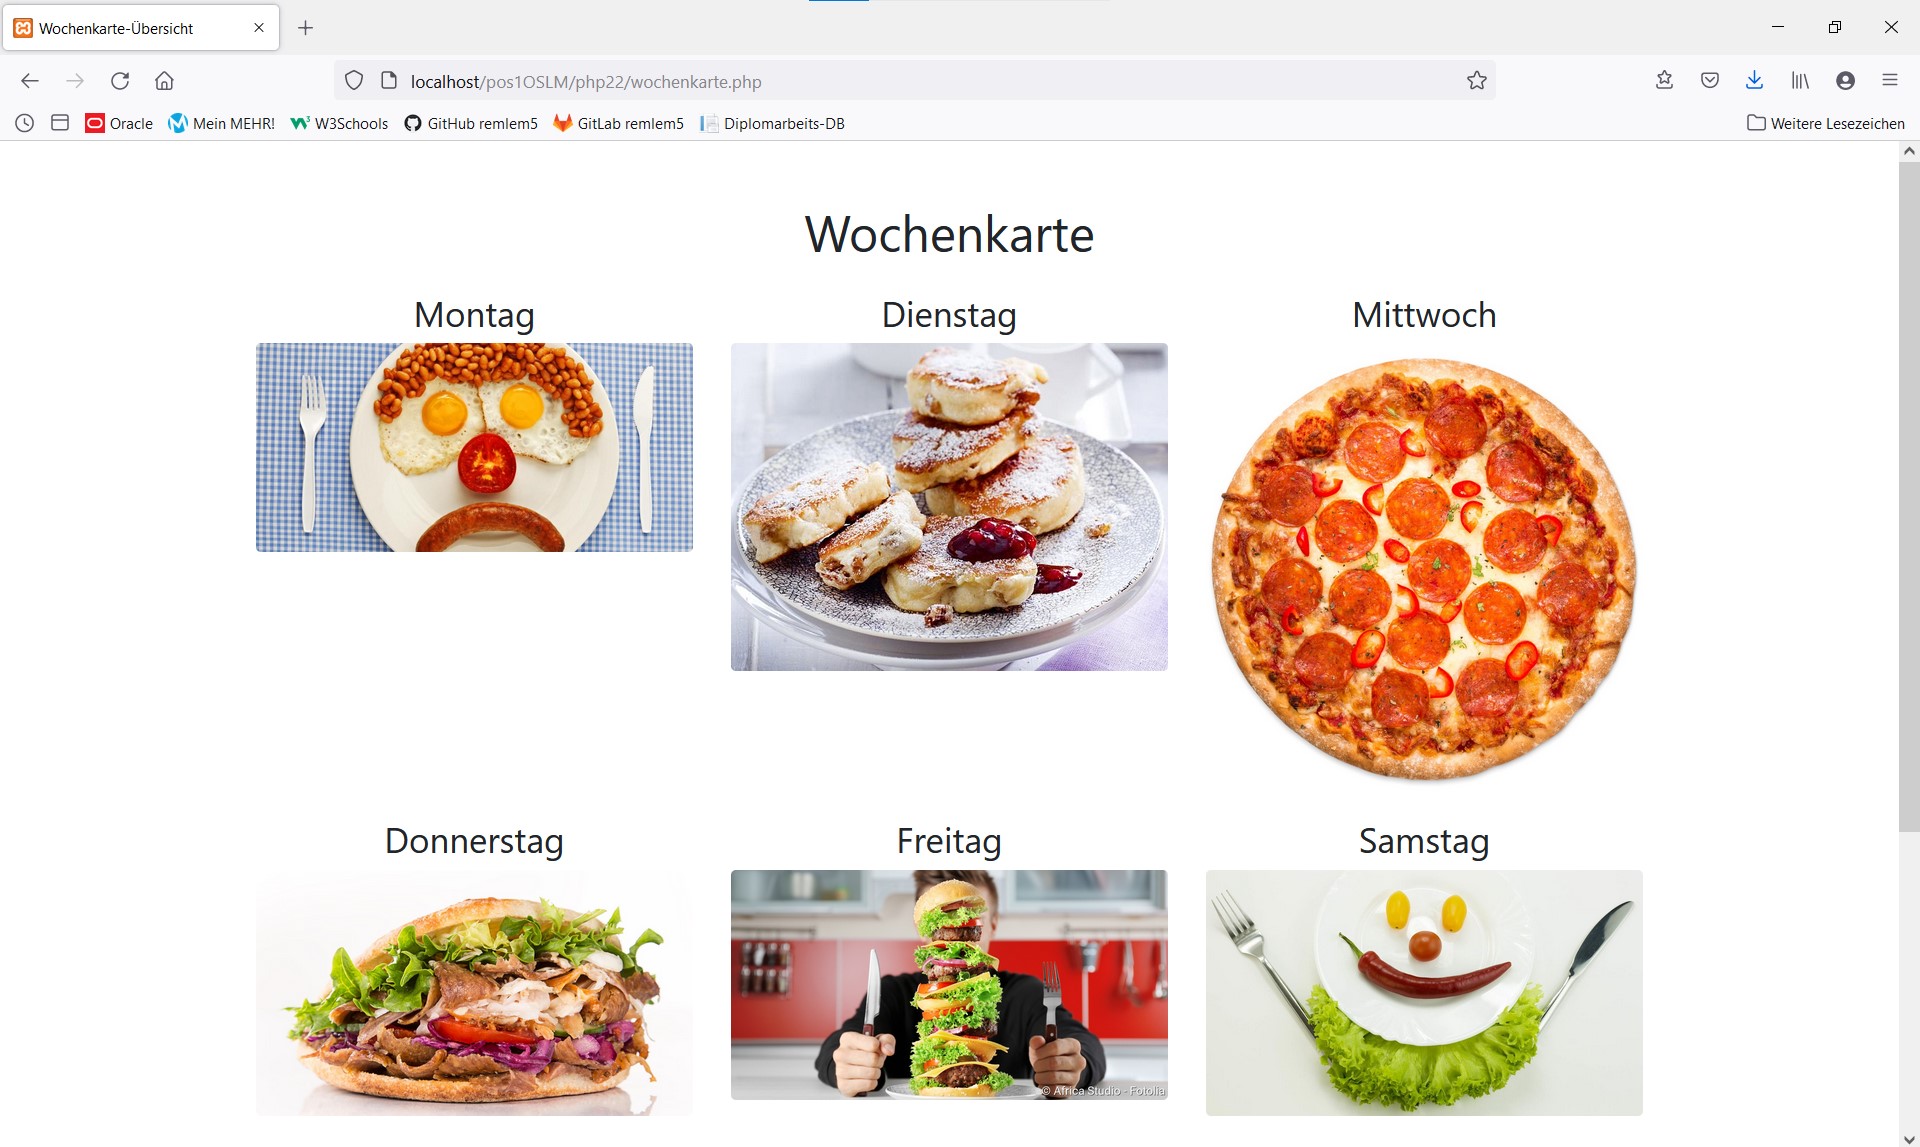 Wochenkarte-Übersicht
localhost/pos1OSLM/php22/wochenkarte.php
Oracle Mein MEHR! W3Schools GitHub remlem5 GitLab remlem5 Diplomarbeits-DB Weitere Lesezeichen
Wochenkarte
Montag Dienstag Mittwoch
Donnerstag Freitag Samstag
© Africa Studio - Fotolia